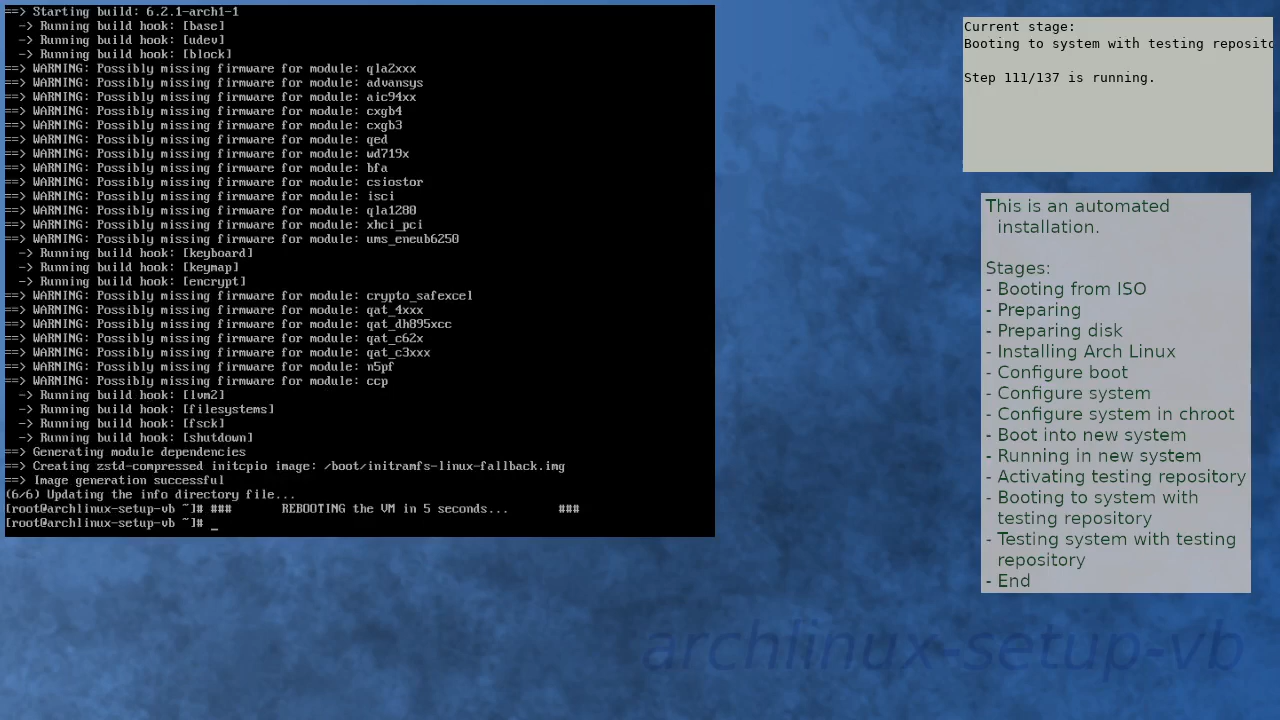 ==> Starting build: 6.2.1-arch1-1
-> Running build hook: [base]
-> Running build hook: [udev]
-> Running build hook: [block]
==> WARNING: Possibly missing firmware for module: qla2xxx
==> WARNING: Possibly missing firmware for module: advansys
==> WARNING: Possibly missing firmware for module: aic94xx
==> WARNING: Possibly missing firmware for module: cxgb4
==> WARNING: Possibly missing firmware for module: cxgb3
==> WARNING: Possibly missing firmware for module: qed
==> WARNING: Possibly missing firmware for module: wd719x
==> WARNING: Possibly missing firmware for module: bfa
==> WARNING: Possibly missing firmware for module: csiostor
==> WARNING: Possibly missing firmware for module: isci
==> WARNING: Possibly missing firmware for module: qla1280
==> WARNING: Possibly missing firmware for module: xhci_pci
==> WARNING: Possibly missing firmware for module: ums_eneub6250
-> Running build hook: [keyboard]
-> Running build hook: [keymap]
-> Running build hook: [encrypt]
==> WARNING: Possibly missing firmware for module: crypto_safexcel
==> WARNING: Possibly missing firmware for module: qat_4xxx
==> WARNING: Possibly missing firmware for module: qat_dh895xcc
==> WARNING: Possibly missing firmware for module: qat_c62x
==> WARNING: Possibly missing firmware for module: qat_c3xxx
==> WARNING: Possibly missing firmware for module: n5pf
==> WARNING: Possibly missing firmware for module: ccp
-> Running build hook: [lvm2]
-> Running build hook: [filesystems]
-> Running build hook: [fsck]
-> Running build hook: [shutdown]
==> Generating module dependencies
==> Creating zstd-compressed initcpio image: /boot/initramfs-linux-fallback.img
==> Image generation successful
(6/6) Updating the info directory file...
[root@archlinux-setup-vb ~]# ### REBOOTING the VM in 5 seconds... ###
[root@archlinux-setup-vb ~]# _
Current stage:
Booting to system with testing reposito
Step 111/137 is running.
This is an automated
installation.
Stages:
- Booting from ISO
- Preparing
- Preparing disk
- Installing Arch Linux
- Configure boot
- Configure system
- Configure system in chroot
- Boot into new system
- Running in new system
- Activating testing repository
- Booting to system with
testing repository
- Testing system with testing
repository
- End
archlinux-setup-vb